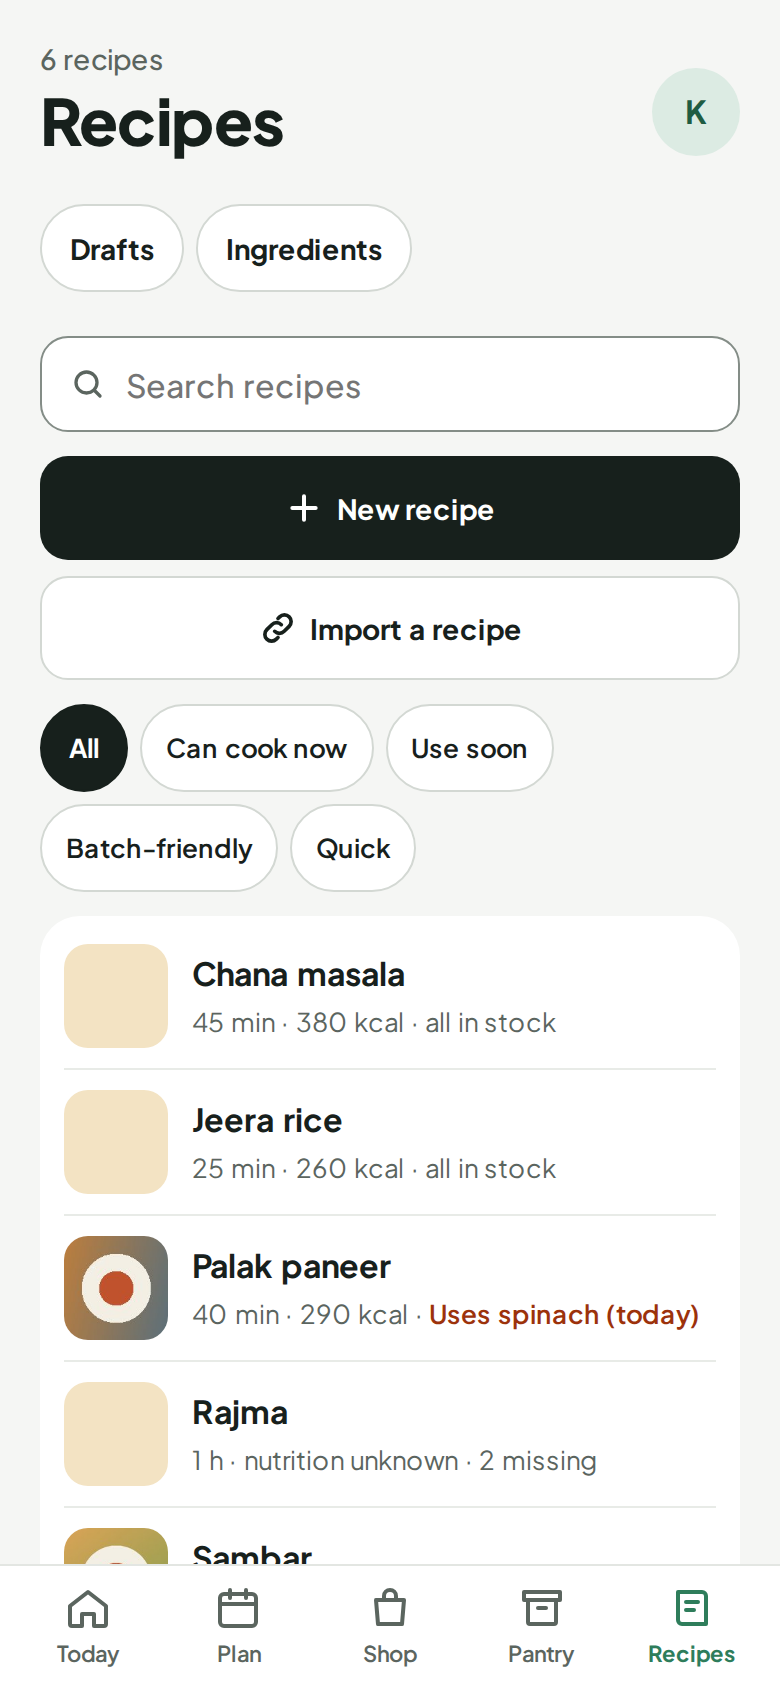 6 recipes
Recipes
K
Drafts
Ingredients
Search recipes
New recipe
Import a recipe
All
Can cook now
Use soon
Batch-friendly
Quick
Chana masala
45 min · 380 kcal · all in stock
Jeera rice
25 min · 260 kcal · all in stock
Palak paneer
40 min · 290 kcal · Uses spinach (today)
Rajma
1 h · nutrition unknown · 2 missing
Sambar
Today
Plan
Shop
Pantry
Recipes